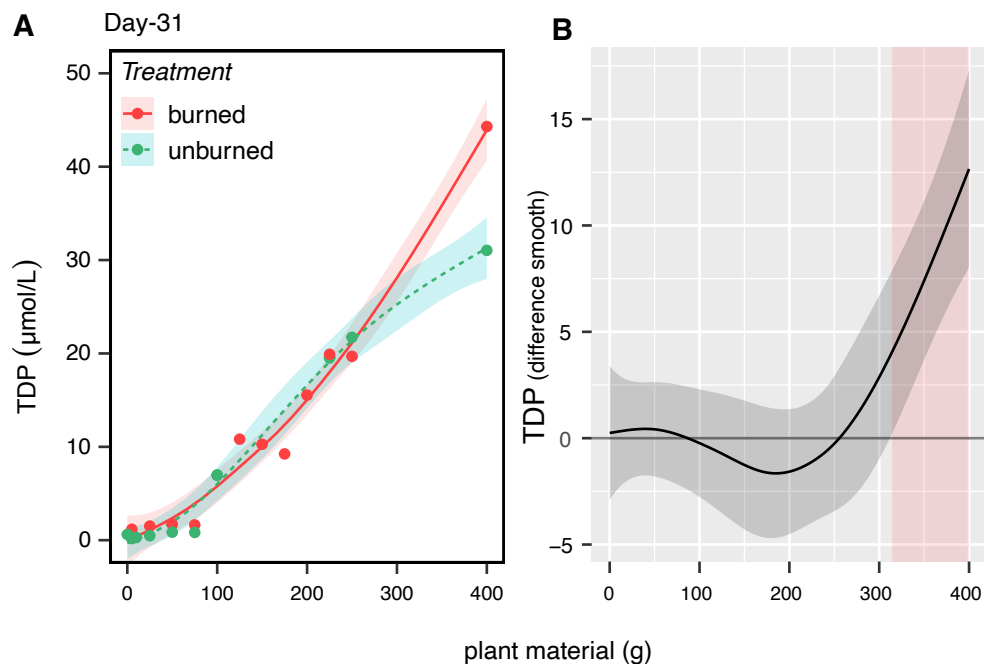 A Day-31
TDP (μmol/L)
50
40
30
20
10
0
Treatment
burned
unburned
0 100 200 300 400
B
TDP (difference smooth)
15
10
5
0
−5
0 100 200 300 400
plant material (g)